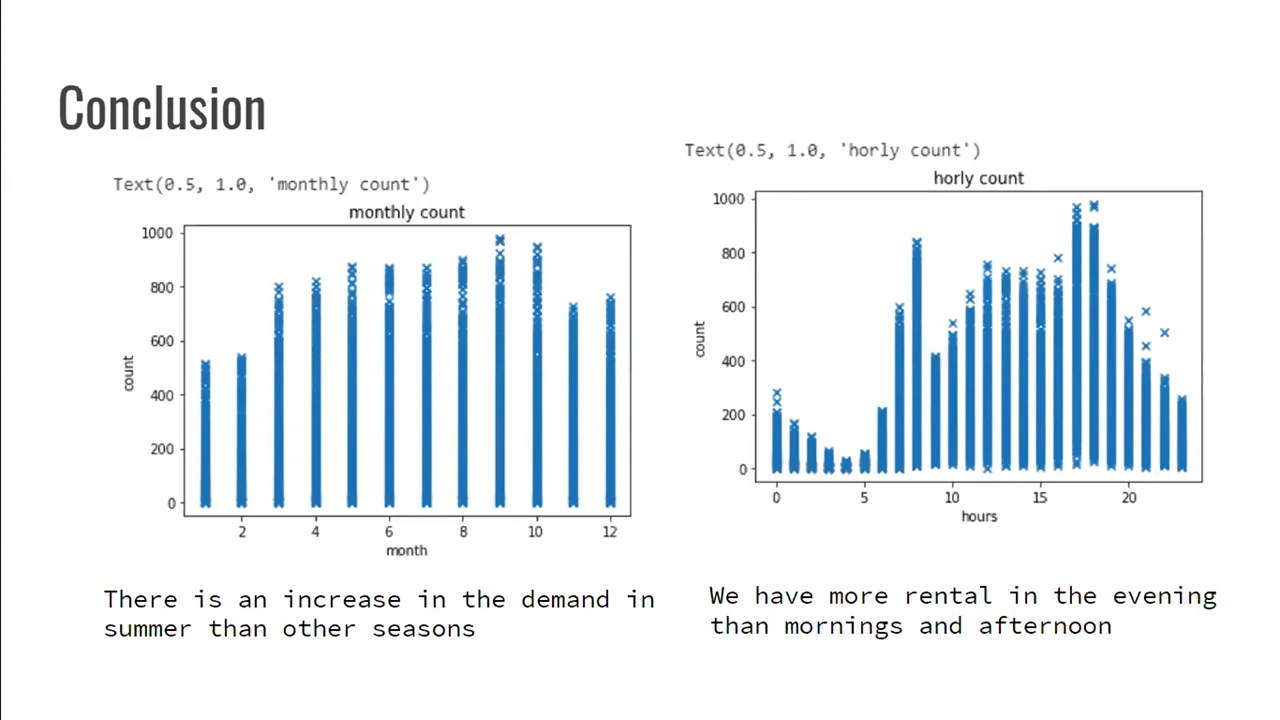 Conclusion
Text(0.5, 1.0, 'monthly count')
monthly count
1000
800
600
400
200
0
count
2 4 6 8 10 12
month
There is an increase in the demand in
summer than other seasons
Text(0.5, 1.0, 'horly count')
horly count
1000
800
600
400
200
0
count
0 5 10 15 20
hours
We have more rental in the evening
than mornings and afternoon